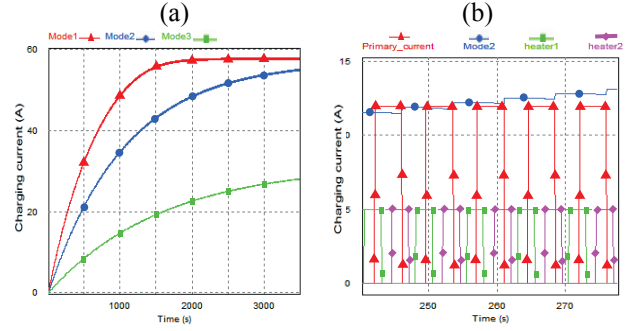 (a)
Mode1 Mode2 Mode3
60
40
20
0
Charging current (A)
1000 2000 3000
Time (s)
(b)
Primary_current Mode2 heater1 heater2
15
0
5
0
Charging current (A)
250 260 270
Time (s)